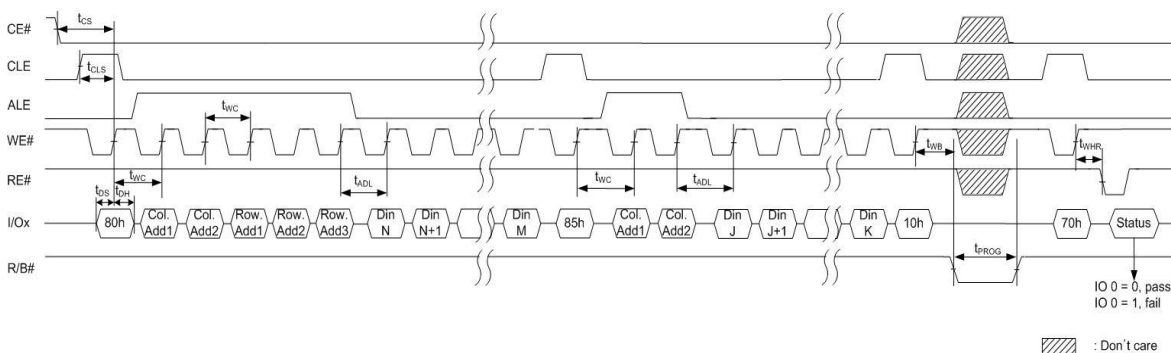 CE#
tCS
CLE
tCLS
ALE
tWC
WE#
tWC
tADL
tWC
tADL
tWB
tWHR
RE#
tDS
tDH
I/Ox
80h
Col. Add1
Col. Add2
Row. Add1
Row. Add2
Row. Add3
Din N
Din N+1
Din M
85h
Col. Add1
Col. Add2
Din J
Din J+1
Din K
10h
70h
Status
tPROG
R/B#
IO 0 = 0, pass
IO 0 = 1, fail
: Don't care